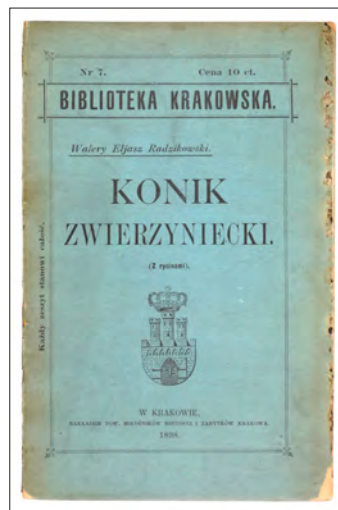 Nr 7. Cena 10 ct.
BIBLIOTEKA KRAKOWSKA.
Walery Eljasz Radzikowski.
KONIK
ZWIERZYNIECKI.
(Z rycinami).
Każdy zeszyt stanowi całość.
W KRAKOWIE,
NAKŁADEM TOW. MIŁOŚNIKÓW HISTORYI I ZABYTKÓW KRAKOWA.
1898.